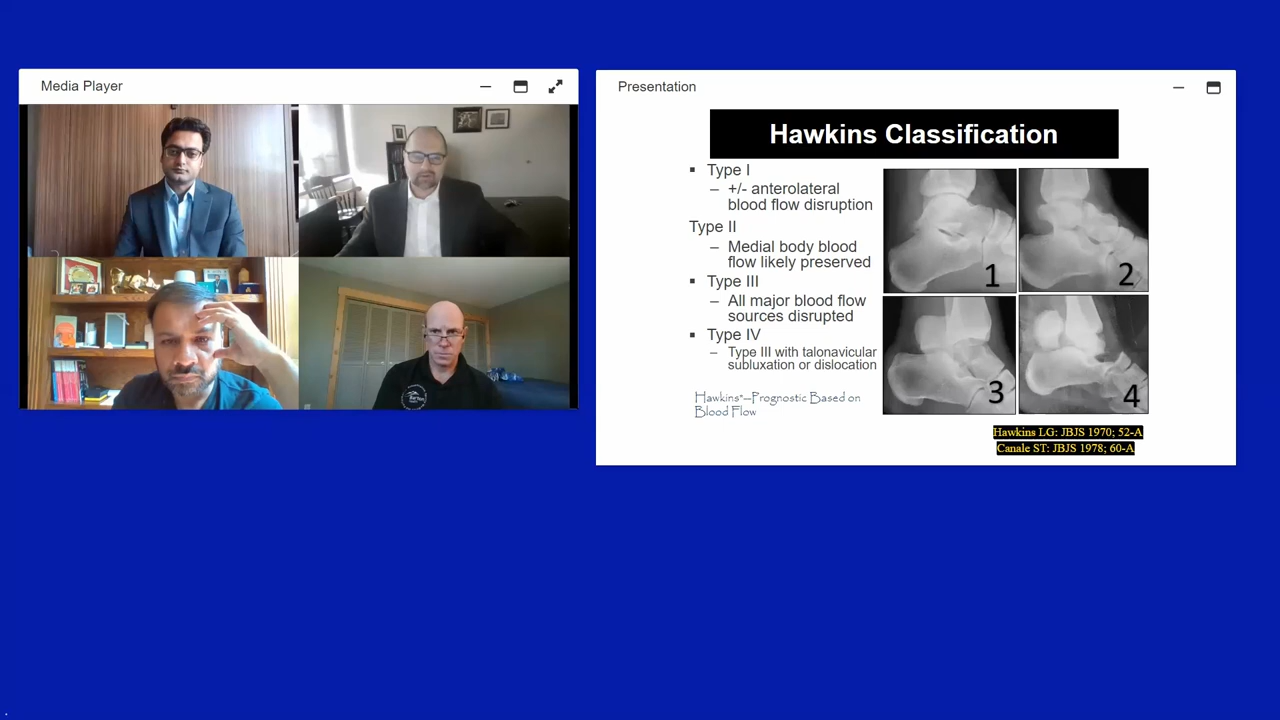 Media Player
Presentation
Hawkins Classification
▪ Type I
– +/- anterolateral
blood flow disruption
Type II
– Medial body blood
flow likely preserved
▪ Type III
– All major blood flow
sources disrupted
▪ Type IV
– Type III with talonavicular
subluxation or dislocation
Hawkins*--Prognostic Based on
Blood Flow
1
2
3
4
Hawkins LG: JBJS 1970; 52-A
Canale ST: JBJS 1978; 60-A